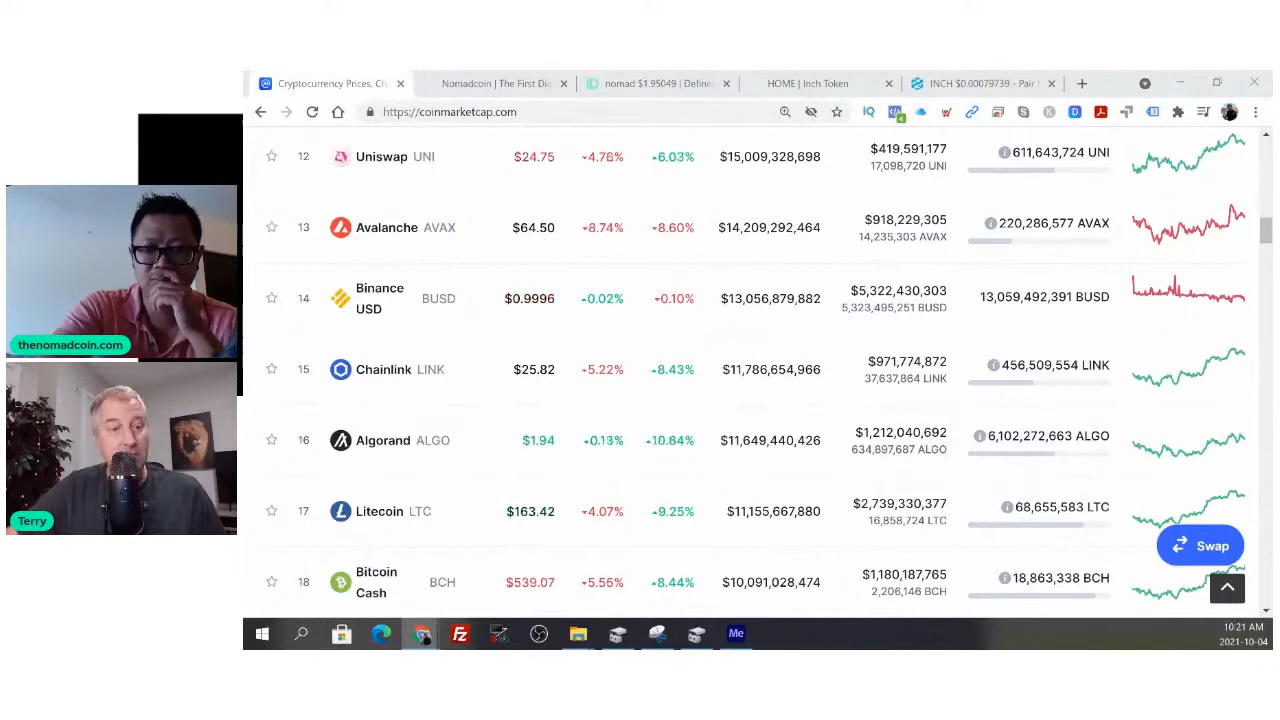 Cryptocurrency Prices, Ch
Nomadcoin | The First Dig
nomad $1.95049 | Define
HOME | Inch Token
INCH $0.00079739 - Pair
https://coinmarketcap.com
4
12 Uniswap UNI $24.75 4.76% 6.03% $15,009,328,698 $419,591,177 611,643,724 UNI
17,098,720 UNI
13 Avalanche AVAX $64.50 8.74% 8.60% $14,209,292,464 $918,229,305 220,286,577 AVAX
14,235,303 AVAX
14 Binance USD BUSD $0.9996 0.02% 0.10% $13,056,879,882 $5,322,430,303 13,059,492,391 BUSD
5,323,495,251 BUSD
15 Chainlink LINK $25.82 5.22% 8.43% $11,786,654,966 $971,774,872 456,509,554 LINK
37,637,864 LINK
16 Algorand ALGO $1.94 0.13% 10.64% $11,649,440,426 $1,212,040,692 6,102,272,663 ALGO
634,897,687 ALGO
17 Litecoin LTC $163.42 4.07% 9.25% $11,155,667,880 $2,739,330,377 68,655,583 LTC
16,858,724 LTC
18 Bitcoin Cash BCH $539.07 5.56% 8.44% $10,091,028,474 $1,180,187,765 18,863,338 BCH
2,206,146 BCH
Swap
thenomadcoin.com
Terry
Fz
Me
10:21 AM
2021-10-04